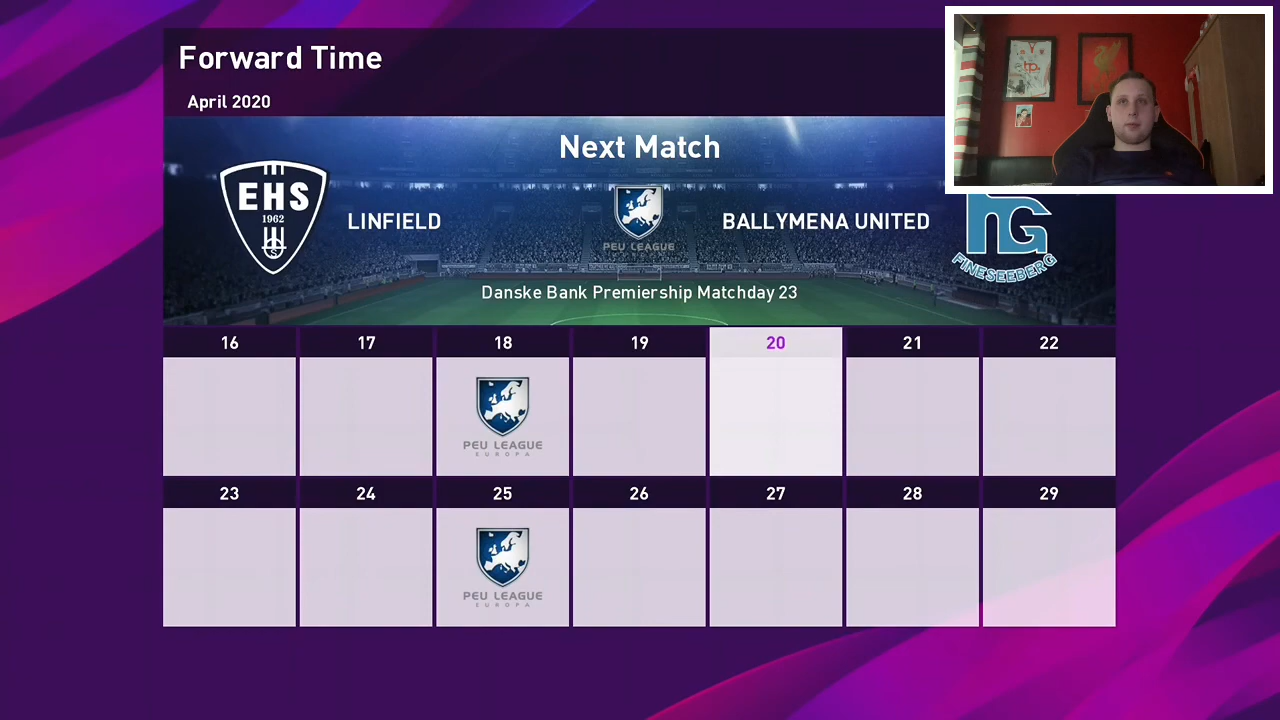 Forward Time
April 2020
Next Match
EHS
1962
LINFIELD
PEU LEAGUE
BALLYMENA UNITED
FINESEEBERG
Danske Bank Premiership Matchday 23
16 17 18 19 20 21 22
PEU LEAGUE
EUROPA
23 24 25 26 27 28 29
PEU LEAGUE
EUROPA